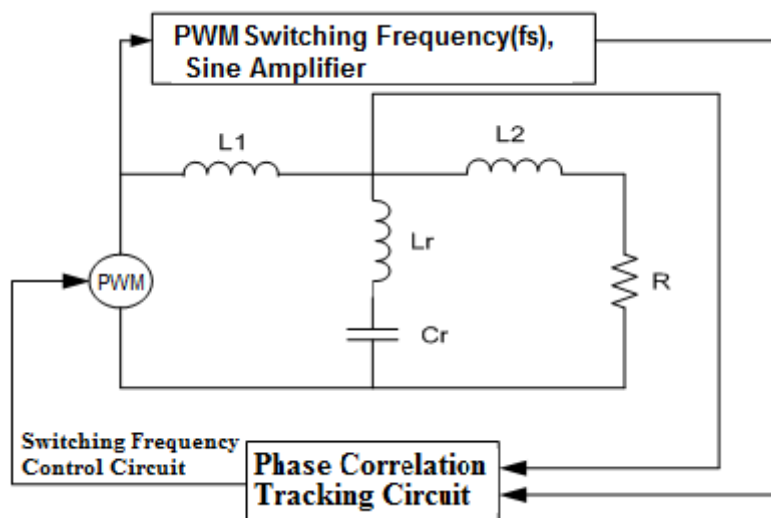 PWM Switching Frequency(fs),
Sine Amplifier
L1
L2
Lr
R
PWM
Cr
Switching Frequency
Control Circuit
Phase Correlation
Tracking Circuit